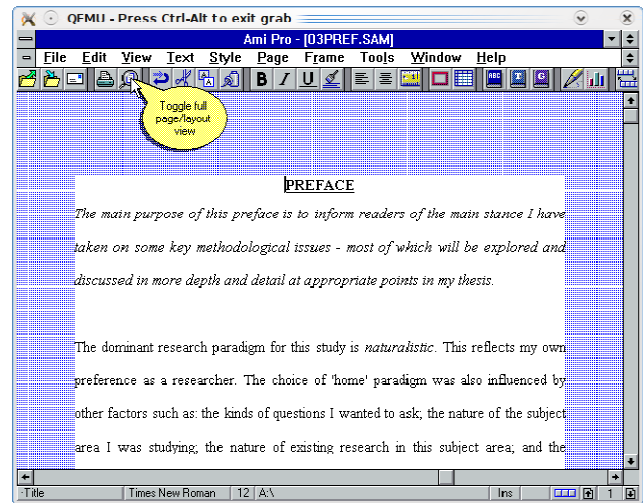 QEMU - Press Ctrl-Alt to exit grab
Ami Pro - [03PREF.SAM]
File Edit View Text Style Page Frame Tools Window Help
B I U ABC
Toggle full
page/layout
view
PREFACE
The main purpose of this preface is to inform readers of the main stance I have
taken on some key methodological issues - most of which will be explored and
discussed in more depth and detail at appropriate points in my thesis.
The dominant research paradigm for this study is naturalistic. This reflects my own
preference as a researcher. The choice of 'home' paradigm was also influenced by
other factors such as: the kinds of questions I wanted to ask; the nature of the subject
area I was studying; the nature of existing research in this subject area; and the
·Title Times New Roman 12 A:\ Ins 1